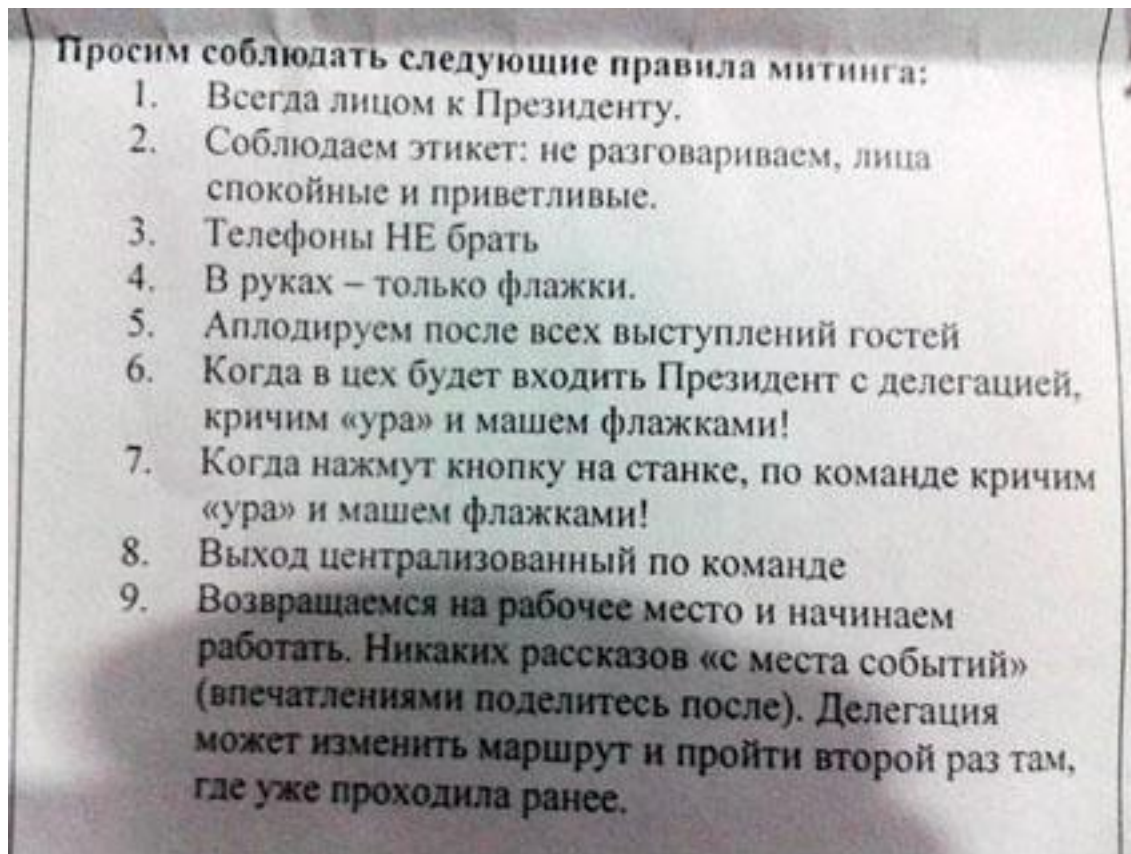 Просим соблюдать следующие правила митинга:
1. Всегда лицом к Президенту.
2. Соблюдаем этикет: не разговариваем, лица
спокойные и приветливые.
3. Телефоны НЕ брать
4. В руках – только флажки.
5. Аплодируем после всех выступлений гостей
6. Когда в цех будет входить Президент с делегацией,
кричим «ура» и машем флажками!
7. Когда нажмут кнопку на станке, по команде кричим
«ура» и машем флажками!
8. Выход централизованный по команде
9. Возвращаемся на рабочее место и начинаем
работать. Никаких рассказов «с места событий»
(впечатлениями поделитесь после). Делегация
может изменить маршрут и пройти второй раз там,
где уже проходила ранее.